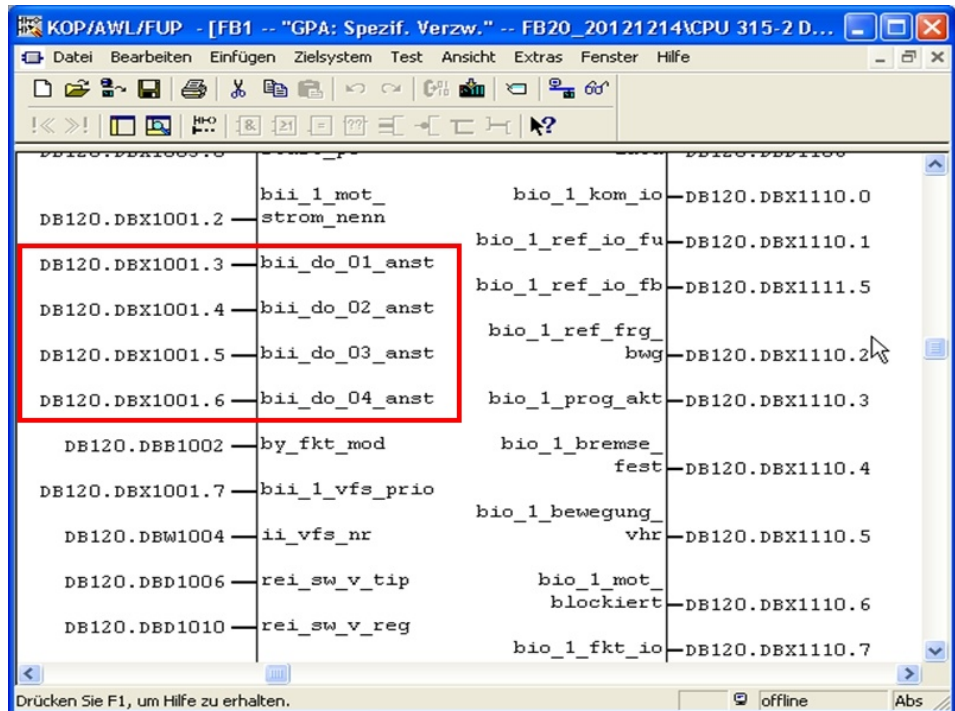 KOP/AWL/FUP - [FB1 -- "GPA: Spezif. Verzw." -- FB20_20121214\CPU 315-2 D...
Datei Bearbeiten Einfügen Zielsystem Test Ansicht Extras Fenster Hilfe
bii_1_mot_
DB120.DBX1001.2 strom_nenn
bio_1_kom_io DB120.DBX1110.0
bio_1_ref_io_fu DB120.DBX1110.1
DB120.DBX1001.3 bii_do_01_anst
bio_1_ref_io_fb DB120.DBX1111.5
DB120.DBX1001.4 bii_do_02_anst
bio_1_ref_frg_
bwg DB120.DBX1110.2
DB120.DBX1001.5 bii_do_03_anst
DB120.DBX1001.6 bii_do_04_anst
bio_1_prog_akt DB120.DBX1110.3
DB120.DBB1002 by_fkt_mod
bio_1_bremse_
fest DB120.DBX1110.4
DB120.DBX1001.7 bii_1_vfs_prio
bio_1_bewegung_
vhr DB120.DBX1110.5
DB120.DBW1004 ii_vfs_nr
DB120.DBD1006 rei_sw_v_tip
bio_1_mot_
blockiert DB120.DBX1110.6
DB120.DBD1010 rei_sw_v_reg
bio_1_fkt_io DB120.DBX1110.7
Drücken Sie F1, um Hilfe zu erhalten.
offline
Abs